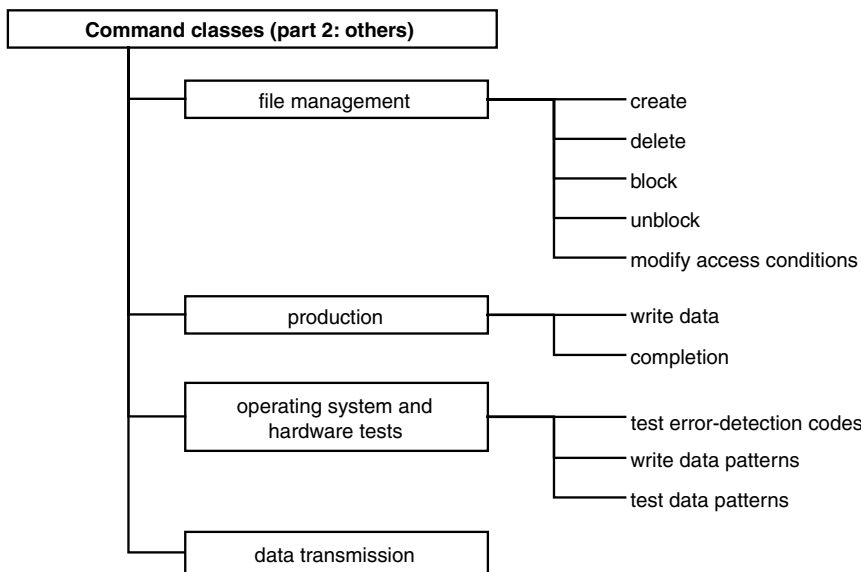 Command classes (part 2: others)
file management
create
delete
block
unblock
modify access conditions
production
write data
completion
operating system and
hardware tests
test error-detection codes
write data patterns
test data patterns
data transmission